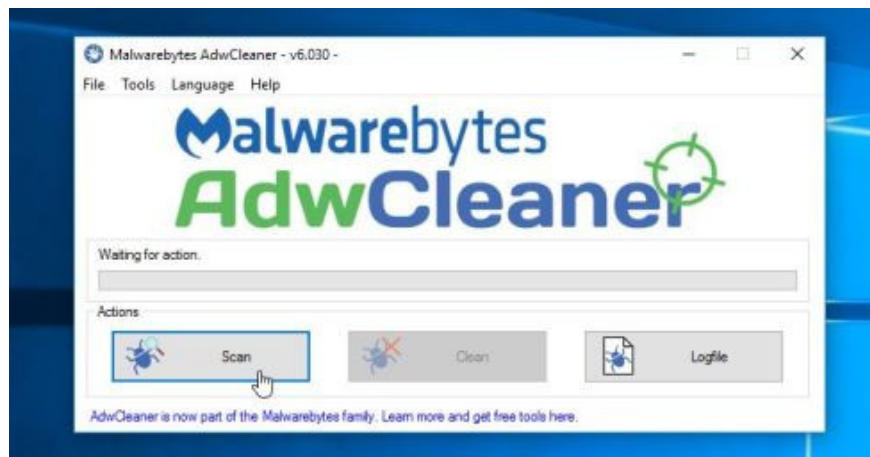 Malwarebytes AdwCleaner - v6.030 -
File Tools Language Help
Malwarebytes
AdwCleaner
Waiting for action.
Actions
Scan Clean Logfile
AdwCleaner is now part of the Malwarebytes family. Learn more and get free tools here.